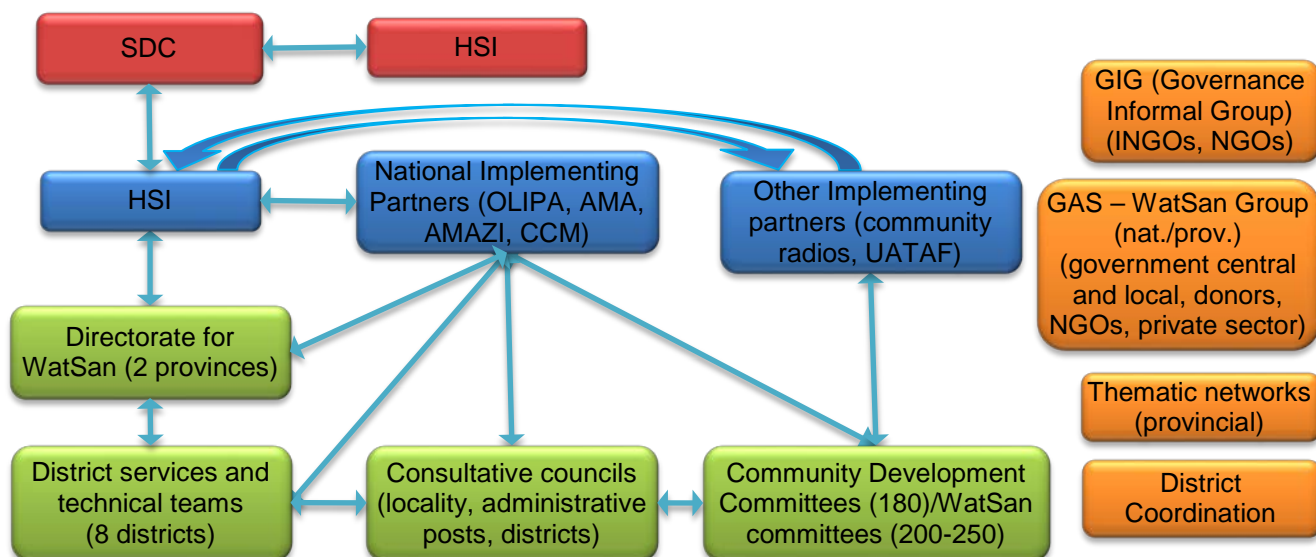 SDC
HSI
HSI
National Implementing
Partners (OLIPA, AMA,
AMAZI, CCM)
Other Implementing
partners (community
radios, UATAF)
Directorate for
WatSan (2 provinces)
District services and
technical teams
(8 districts)
Consultative councils
(locality, administrative
posts, districts)
Community Development
Committees (180)/WatSan
committees (200-250)
GIG (Governance
Informal Group)
(INGOs, NGOs)
GAS – WatSan Group
(nat./prov.)
(government central
and local, donors,
NGOs, private sector)
Thematic networks
(provincial)
District
Coordination